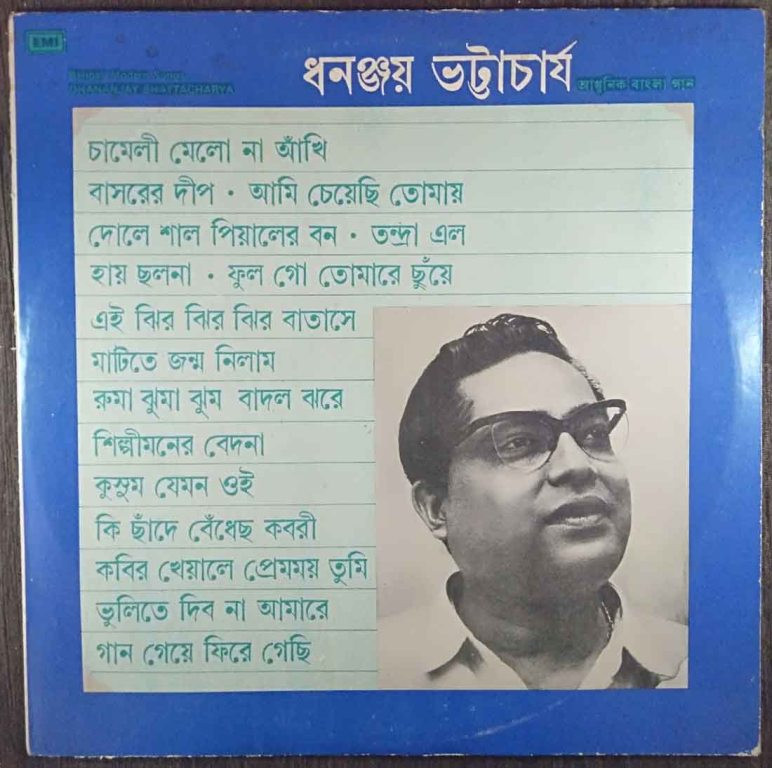 EMI
Bengali Modern Songs
DHANANJAY BHATTACHARYA
ধনঞ্জয় ভট্টাচার্য
আধুনিক বাংলা গান
চামেলী মেলো না আঁখি
বাসরের দীপ • আমি চেয়েছি তোমায়
দোলে শাল পিয়ালের বন • তন্দ্রা এল
হায় ছলনা • ফুল গো তোমারে ছুঁয়ে
এই ঝির ঝির ঝির বাতাসে
মাটিতে জন্ম নিলাম
রুমা ঝুমা ঝুম বাদল ঝরে
শিল্পীমনের বেদনা
কুসুম যেমন ওই
কি ছাঁদে বেঁধেছ কবরী
কবির খেয়ালে প্রেমময় তুমি
ভুলিতে দিব না আমারে
গান গেয়ে ফিরে গেছি